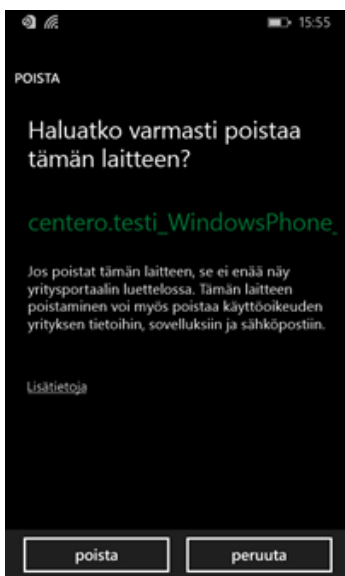 15:55
POISTA
Haluatko varmasti poistaa
tämän laitteen?
centero.testi_WindowsPhone_
Jos poistat tämän laitteen, se ei enää näy
yritysportaalin luettelossa. Tämän laitteen
poistaminen voi myös poistaa käyttöoikeuden
yrityksen tietoihin, sovelluksiin ja sähköpostiin.
Lisätietoja
poista
peruuta